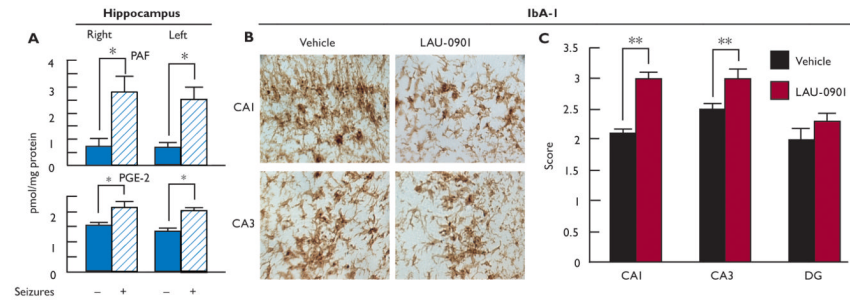 Hippocampus
IbA-1
A
Right
Left
PAF
*
*
4
3
2
1
0
pmol/mg protein
PGE-2
*
*
2
1
0
Seizures
–
+
–
+
B
Vehicle
LAU-0901
CA1
CA3
C
Score
3.5
3
2.5
2
1.5
1
0.5
0
**
**
Vehicle
LAU-0901
CA1
CA3
DG